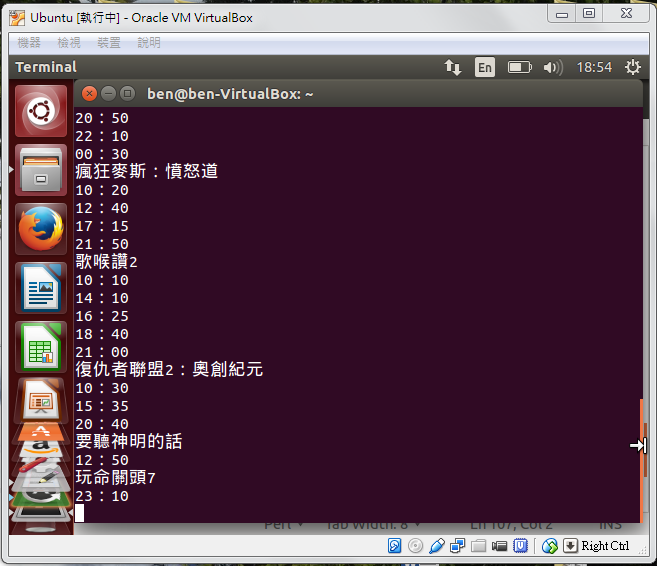 Ubuntu [執行中] - Oracle VM VirtualBox
機器 檢視 裝置 說明
Terminal
En
18:54
ben@ben-VirtualBox: ~
20：50
22：10
00：30
瘋狂麥斯：憤怒道
10：20
12：40
17：15
21：50
歌喉讚2
10：10
14：10
16：25
18：40
21：00
復仇者聯盟2：奧創紀元
10：30
15：35
20：40
要聽神明的話
12：50
玩命關頭7
23：10
Perl Tab Width: 8 Ln 107, Col 2 INS
Right Ctrl